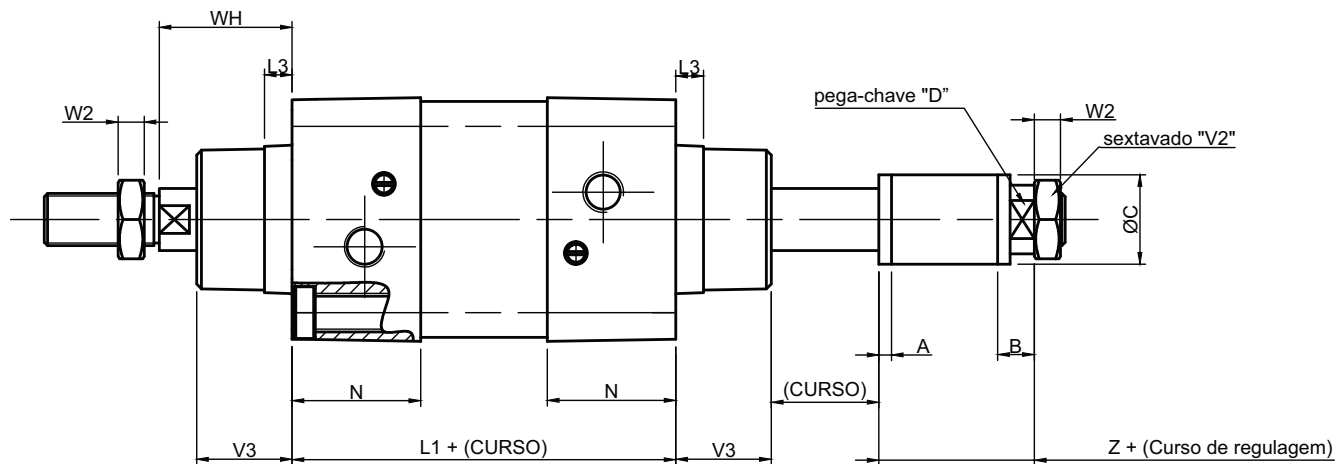 WH
L3
L3
W2
pega-chave "D"
W2
sextavado "V2"
ØC
A
B
N
N
(CURSO)
V3
L1 + (CURSO)
V3
Z + (Curso de regulagem)